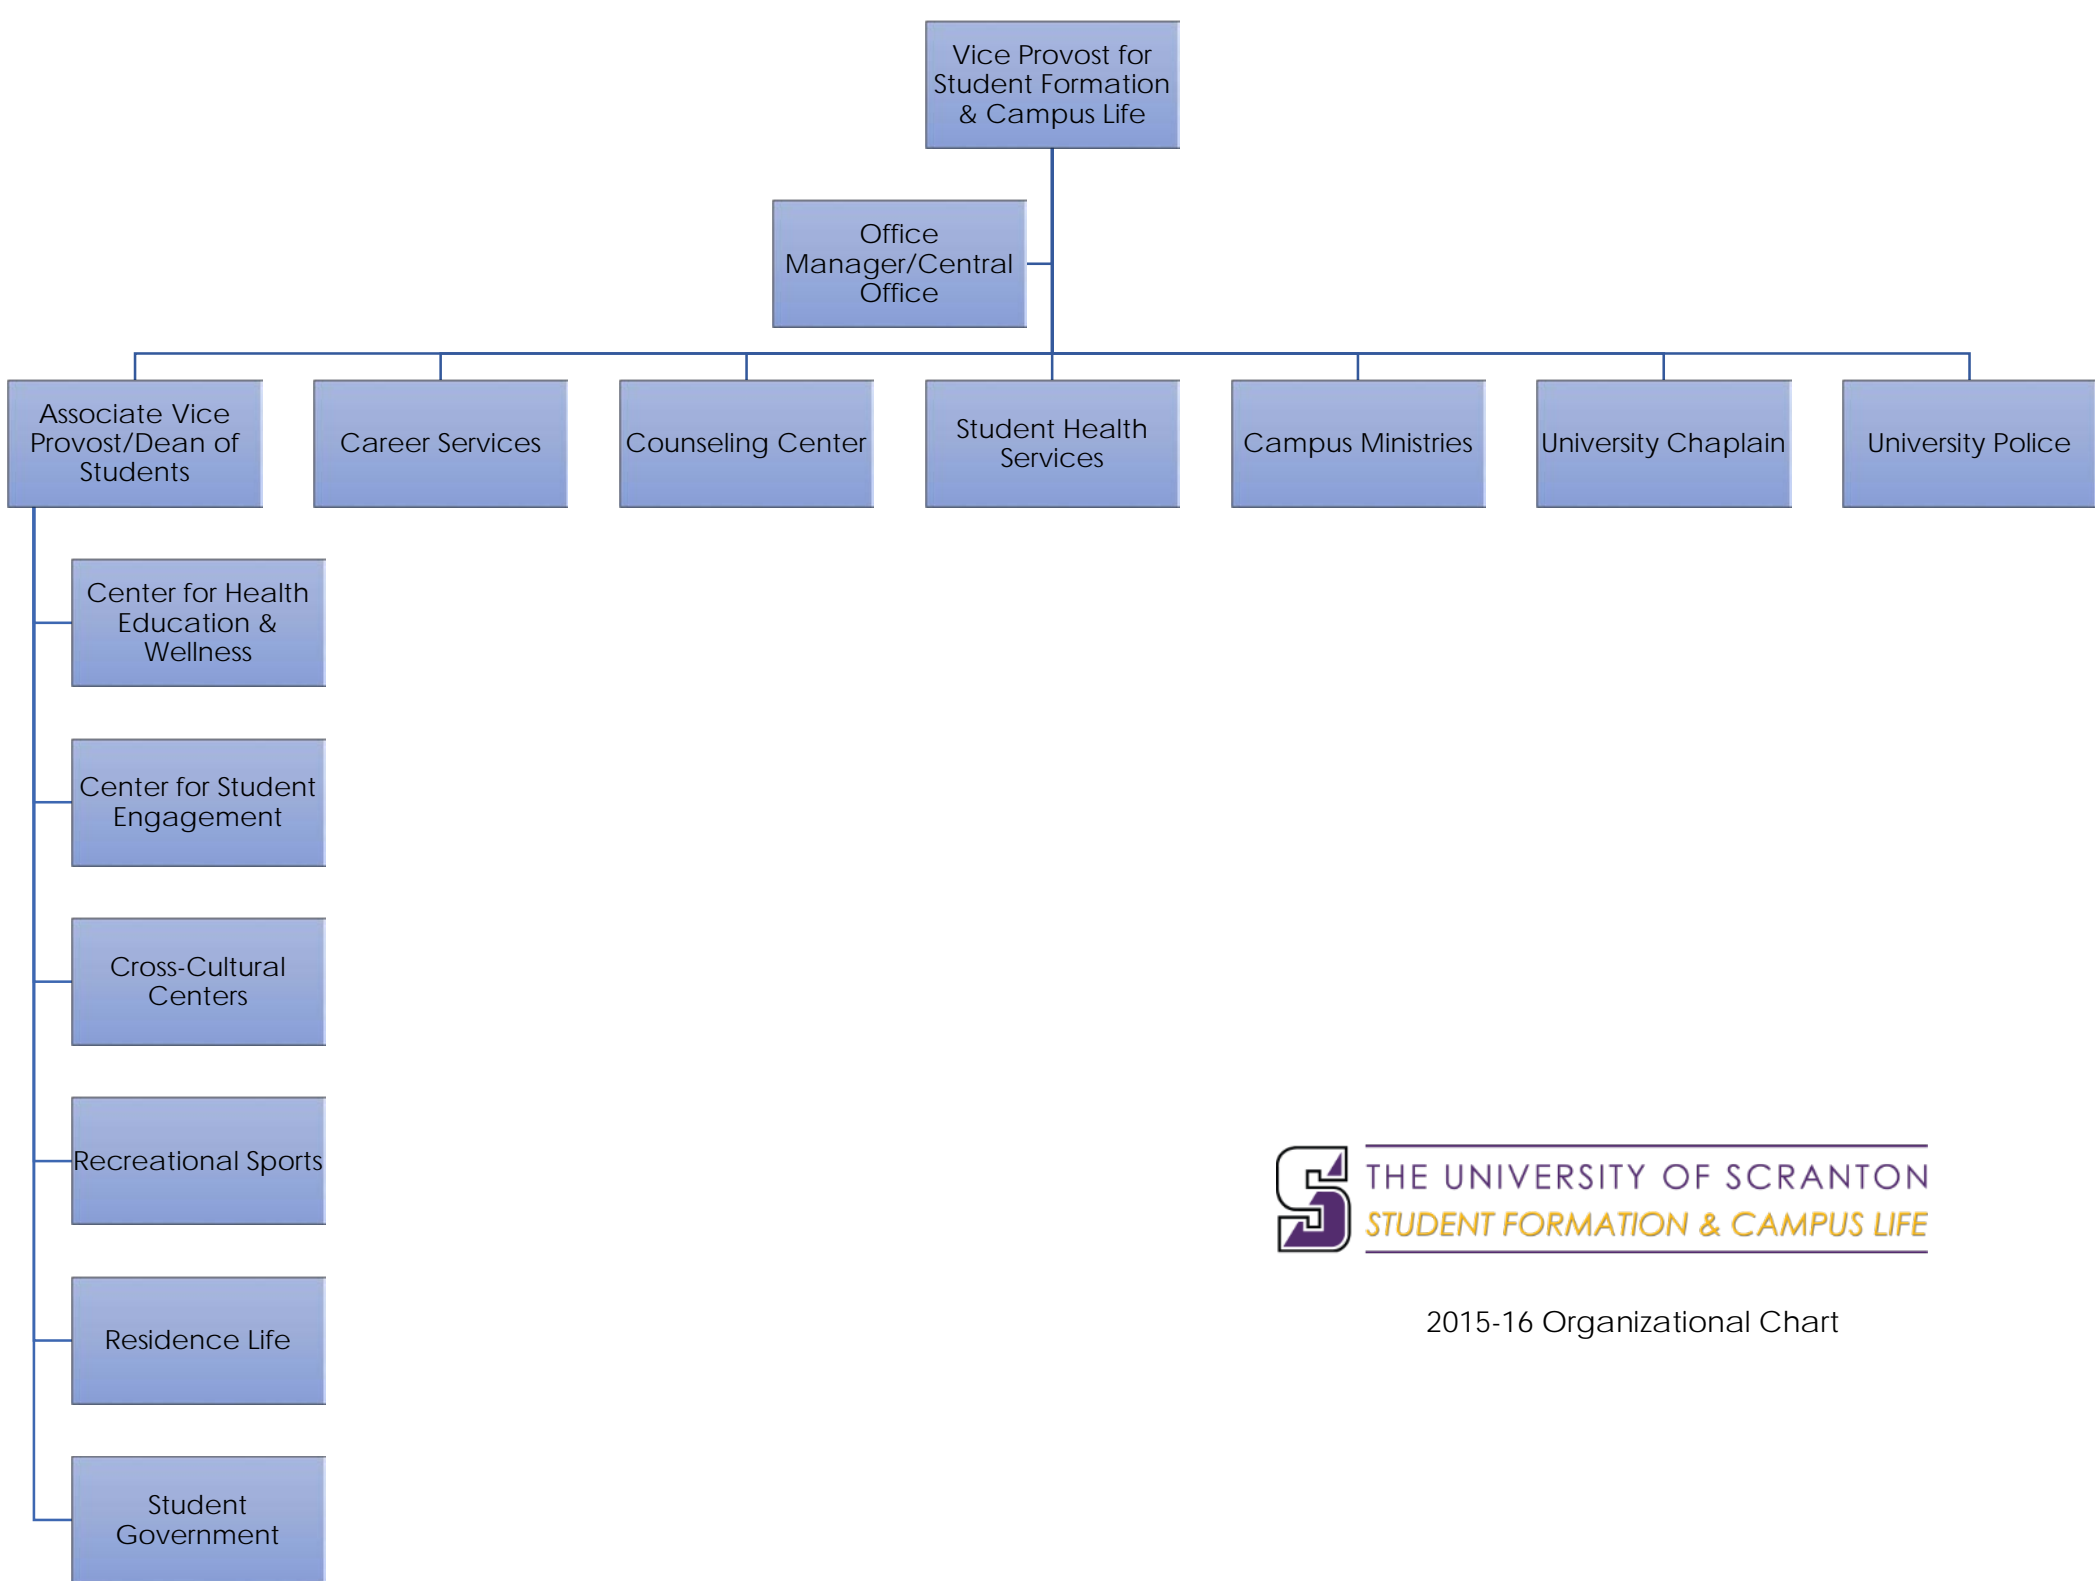 Vice Provost for
Student Formation
& Campus Life
Office
Manager/Central
Office
Associate Vice
Provost/Dean of
Students
Career Services
Counseling Center
Student Health
Services
Campus Ministries
University Chaplain
University Police
Center for Health
Education &
Wellness
Center for Student
Engagement
Cross-Cultural
Centers
Recreational Sports
Residence Life
Student
Government
THE UNIVERSITY OF SCRANTON
STUDENT FORMATION & CAMPUS LIFE
2015-16 Organizational Chart